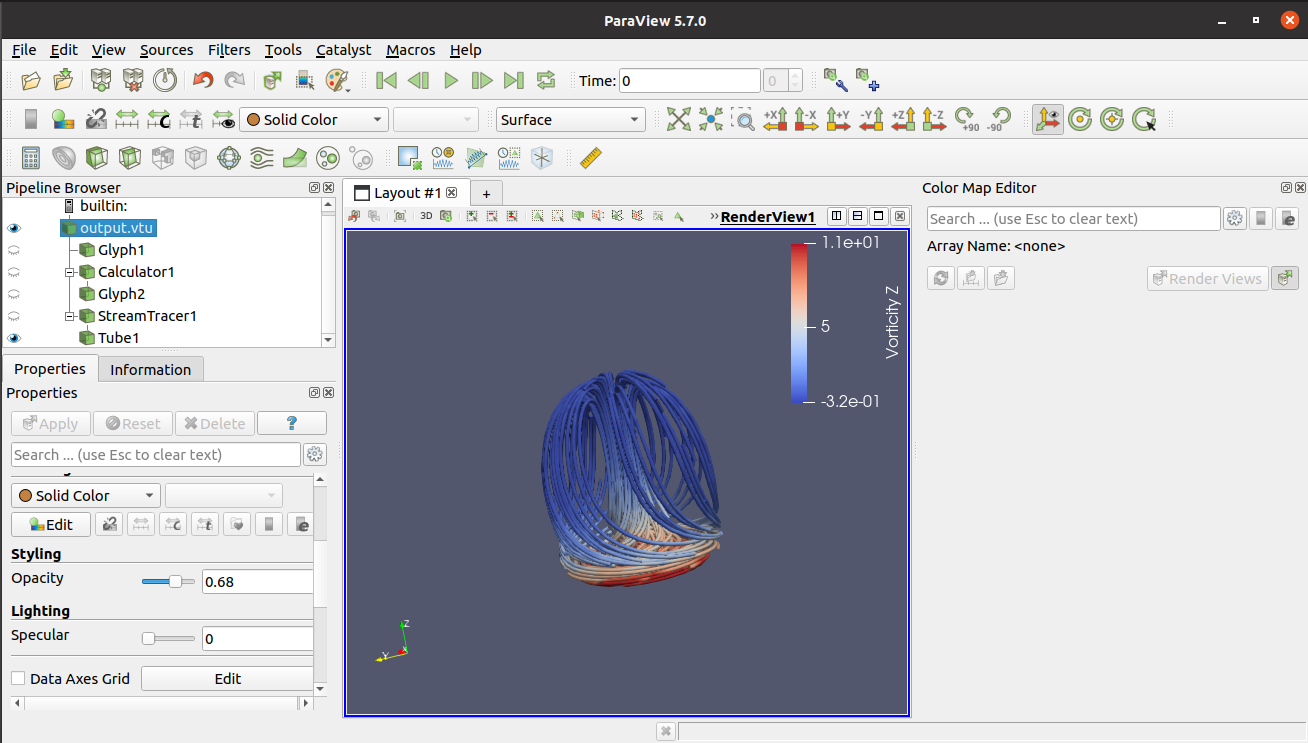 ParaView 5.7.0
File Edit View Sources Filters Tools Catalyst Macros Help
Time: 0 0
Solid Color Surface +X -X +Y -Y +Z -Z +90 -90
Pipeline Browser
builtin:
output.vtu
Glyph1
Calculator1
Glyph2
StreamTracer1
Tube1
Properties Information
Properties
Apply Reset Delete ?
Search ... (use Esc to clear text)
Solid Color
Edit
Styling
Opacity 0.68
Lighting
Specular 0
Data Axes Grid Edit
Layout #1 +
3D » RenderView1
1.1e+01
5
-3.2e-01
Vorticity Z
Z
Y X
Color Map Editor
Search ... (use Esc to clear text)
Array Name: <none>
Render Views